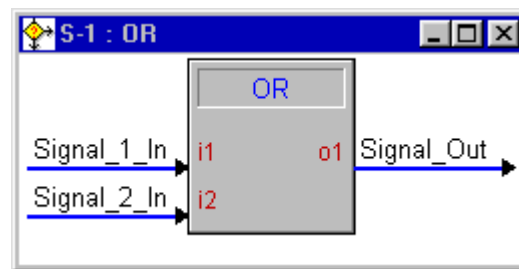 S-1 : OR
OR
Signal_1_In i1 o1 Signal_Out
Signal_2_In i2